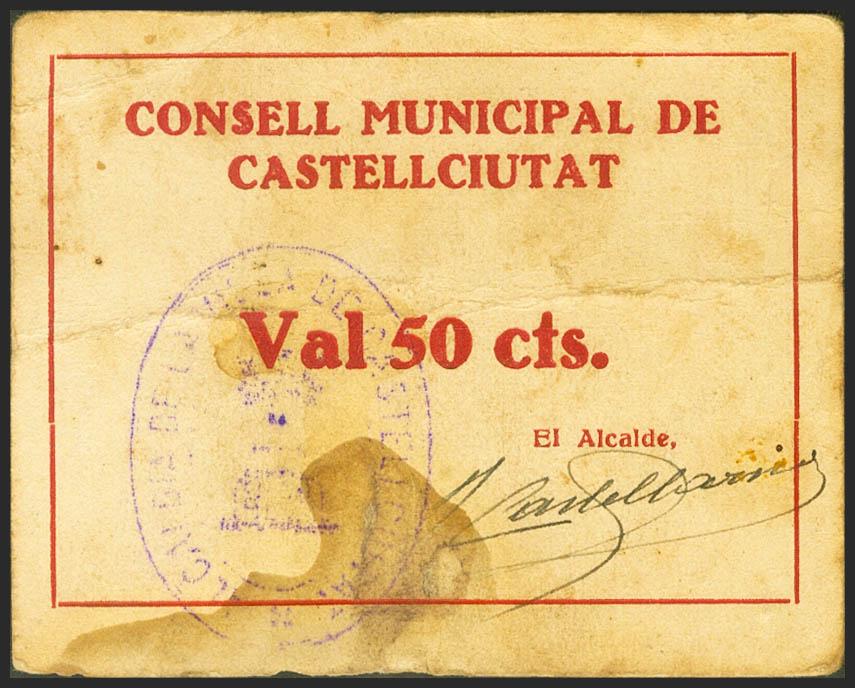 CONSELL MUNICIPAL DE
CASTELLCIUTAT
Val 50 cts.
El Alcalde,